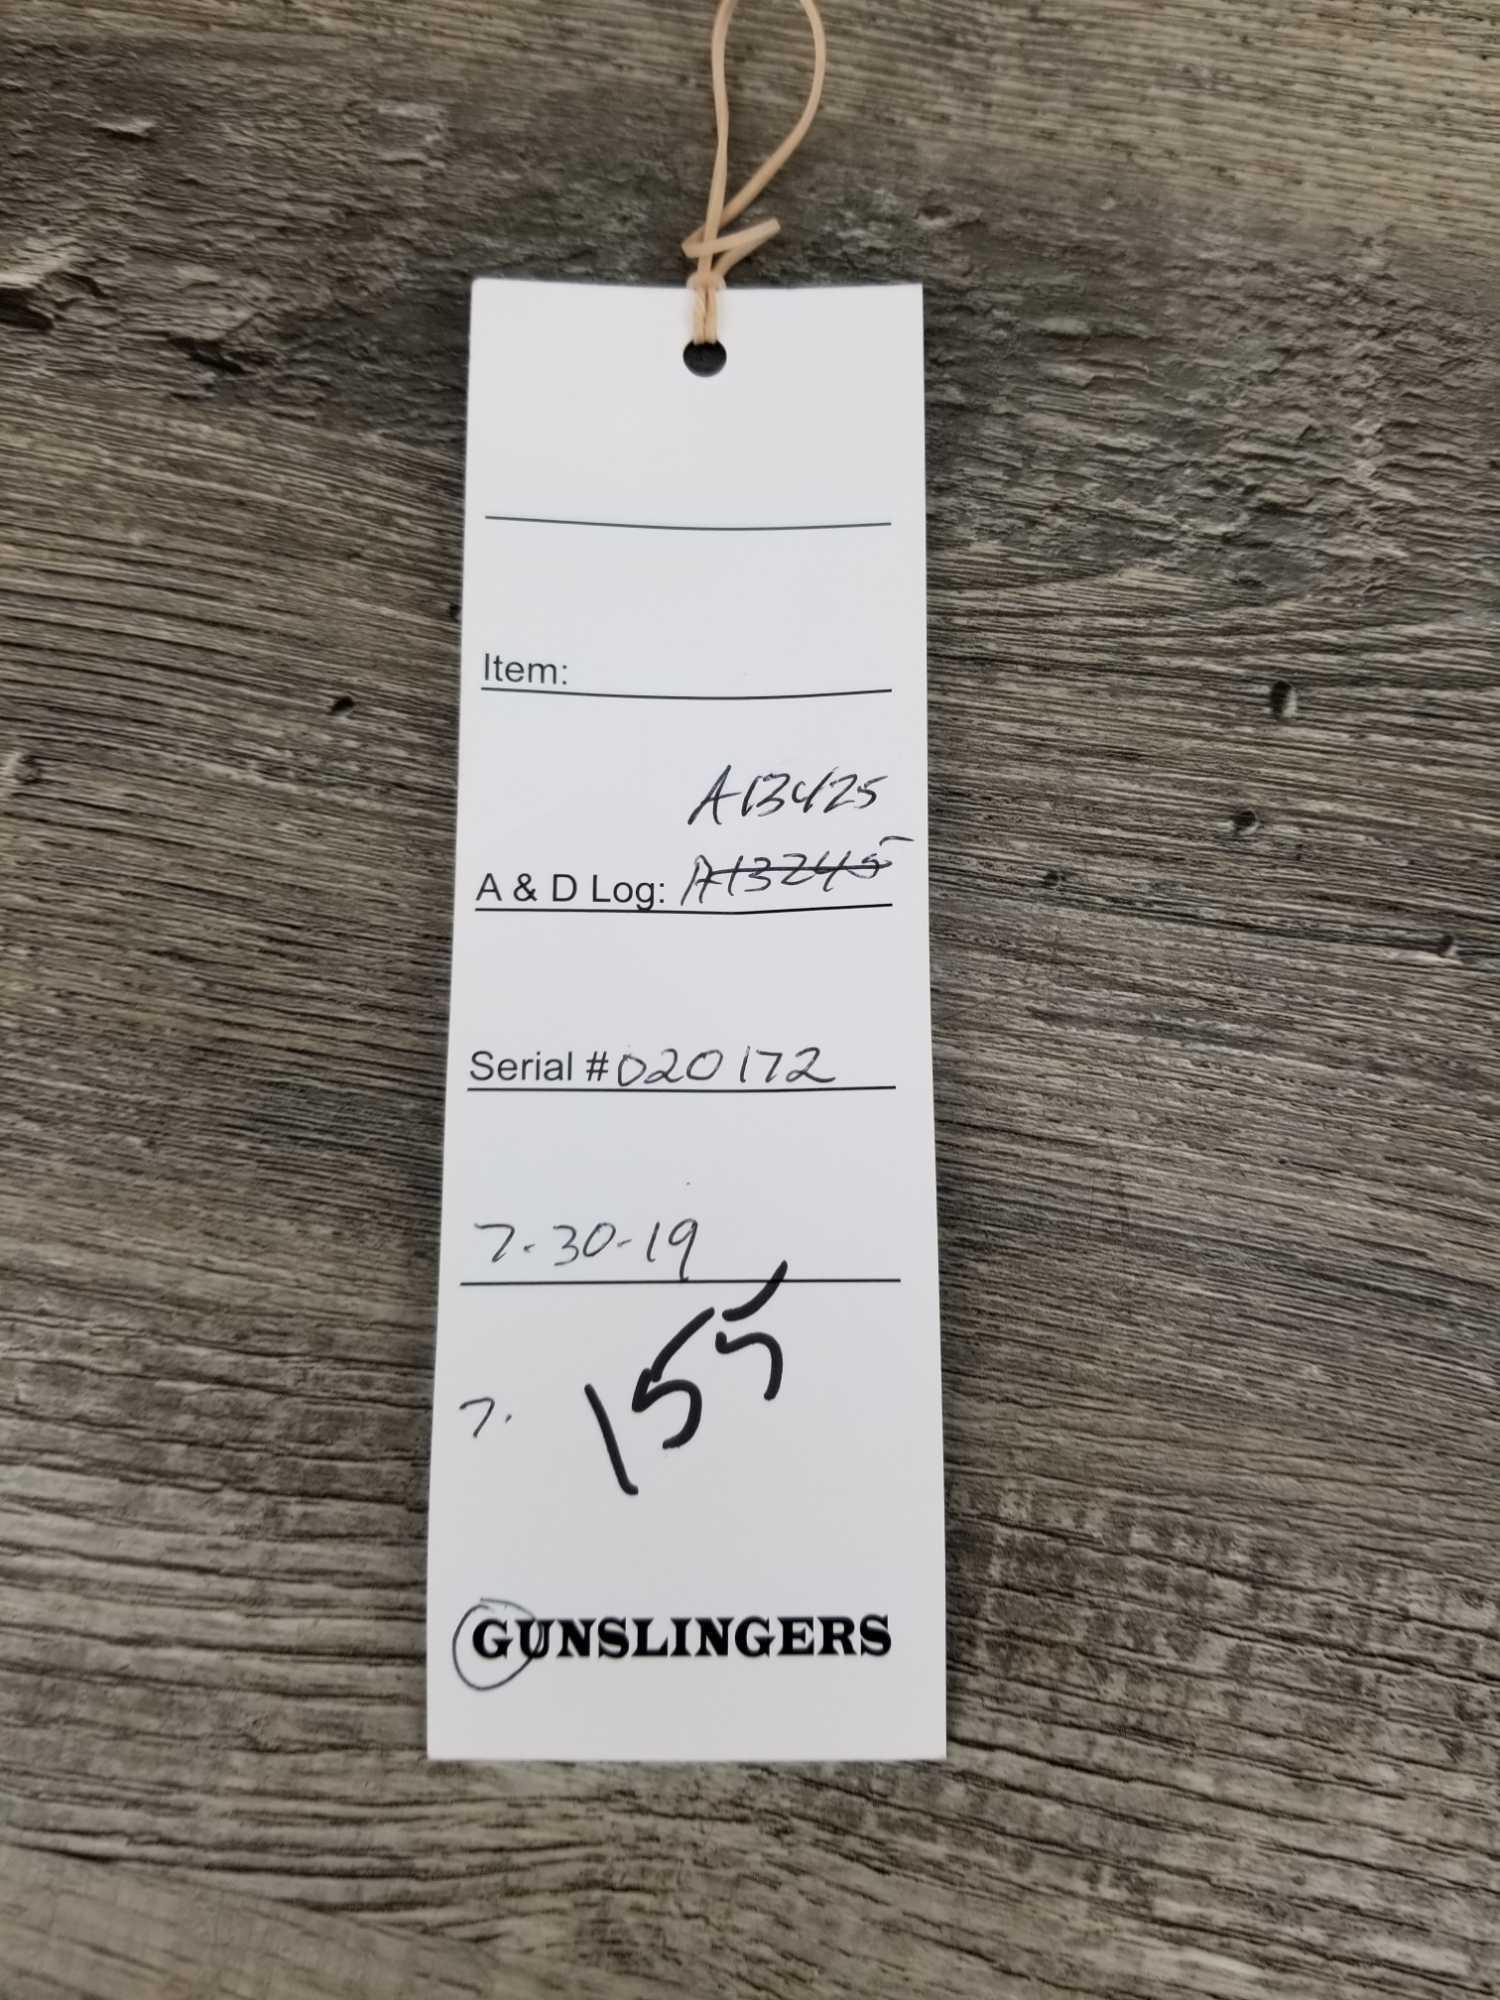 Item:
A13425
A & D Log: A13245
Serial # 020172
7-30-19
155
7.
GUNSLINGERS